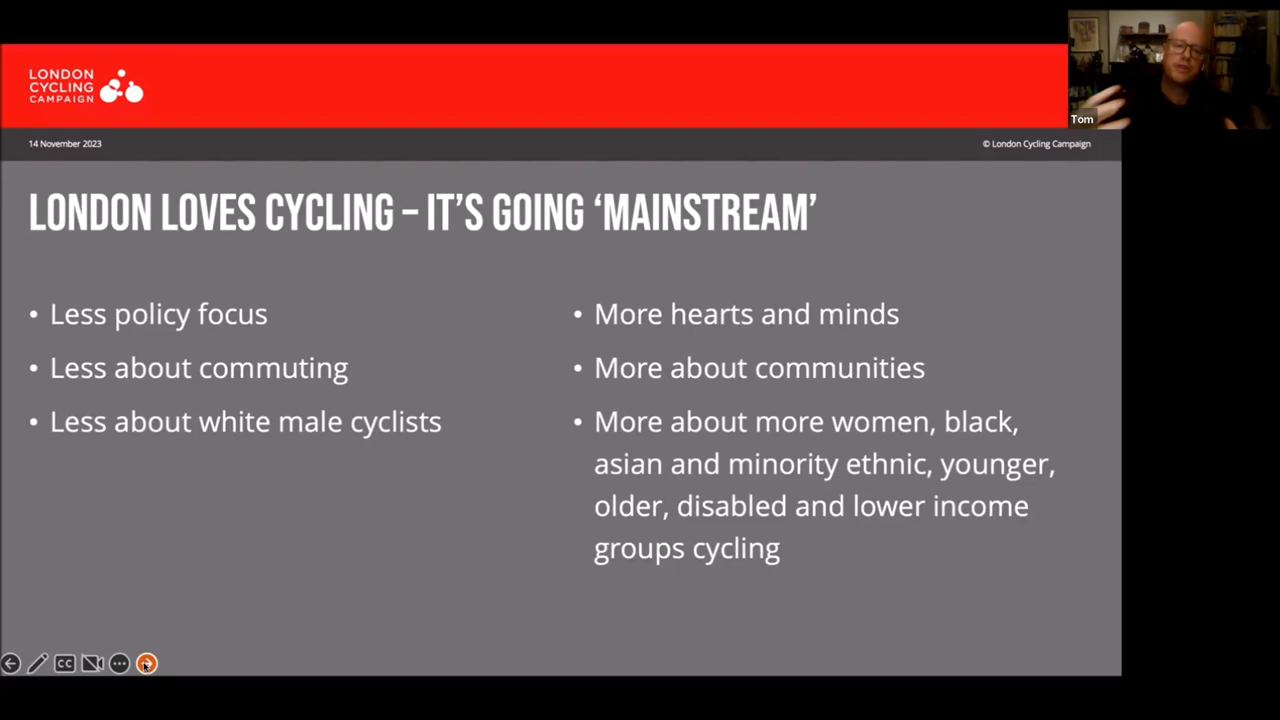 LONDON
CYCLING
CAMPAIGN
Tom
14 November 2023
© London Cycling Campaign
LONDON LOVES CYCLING – IT'S GOING ‘MAINSTREAM’
• Less policy focus
• Less about commuting
• Less about white male cyclists
• More hearts and minds
• More about communities
• More about more women, black,
asian and minority ethnic, younger,
older, disabled and lower income
groups cycling
CC